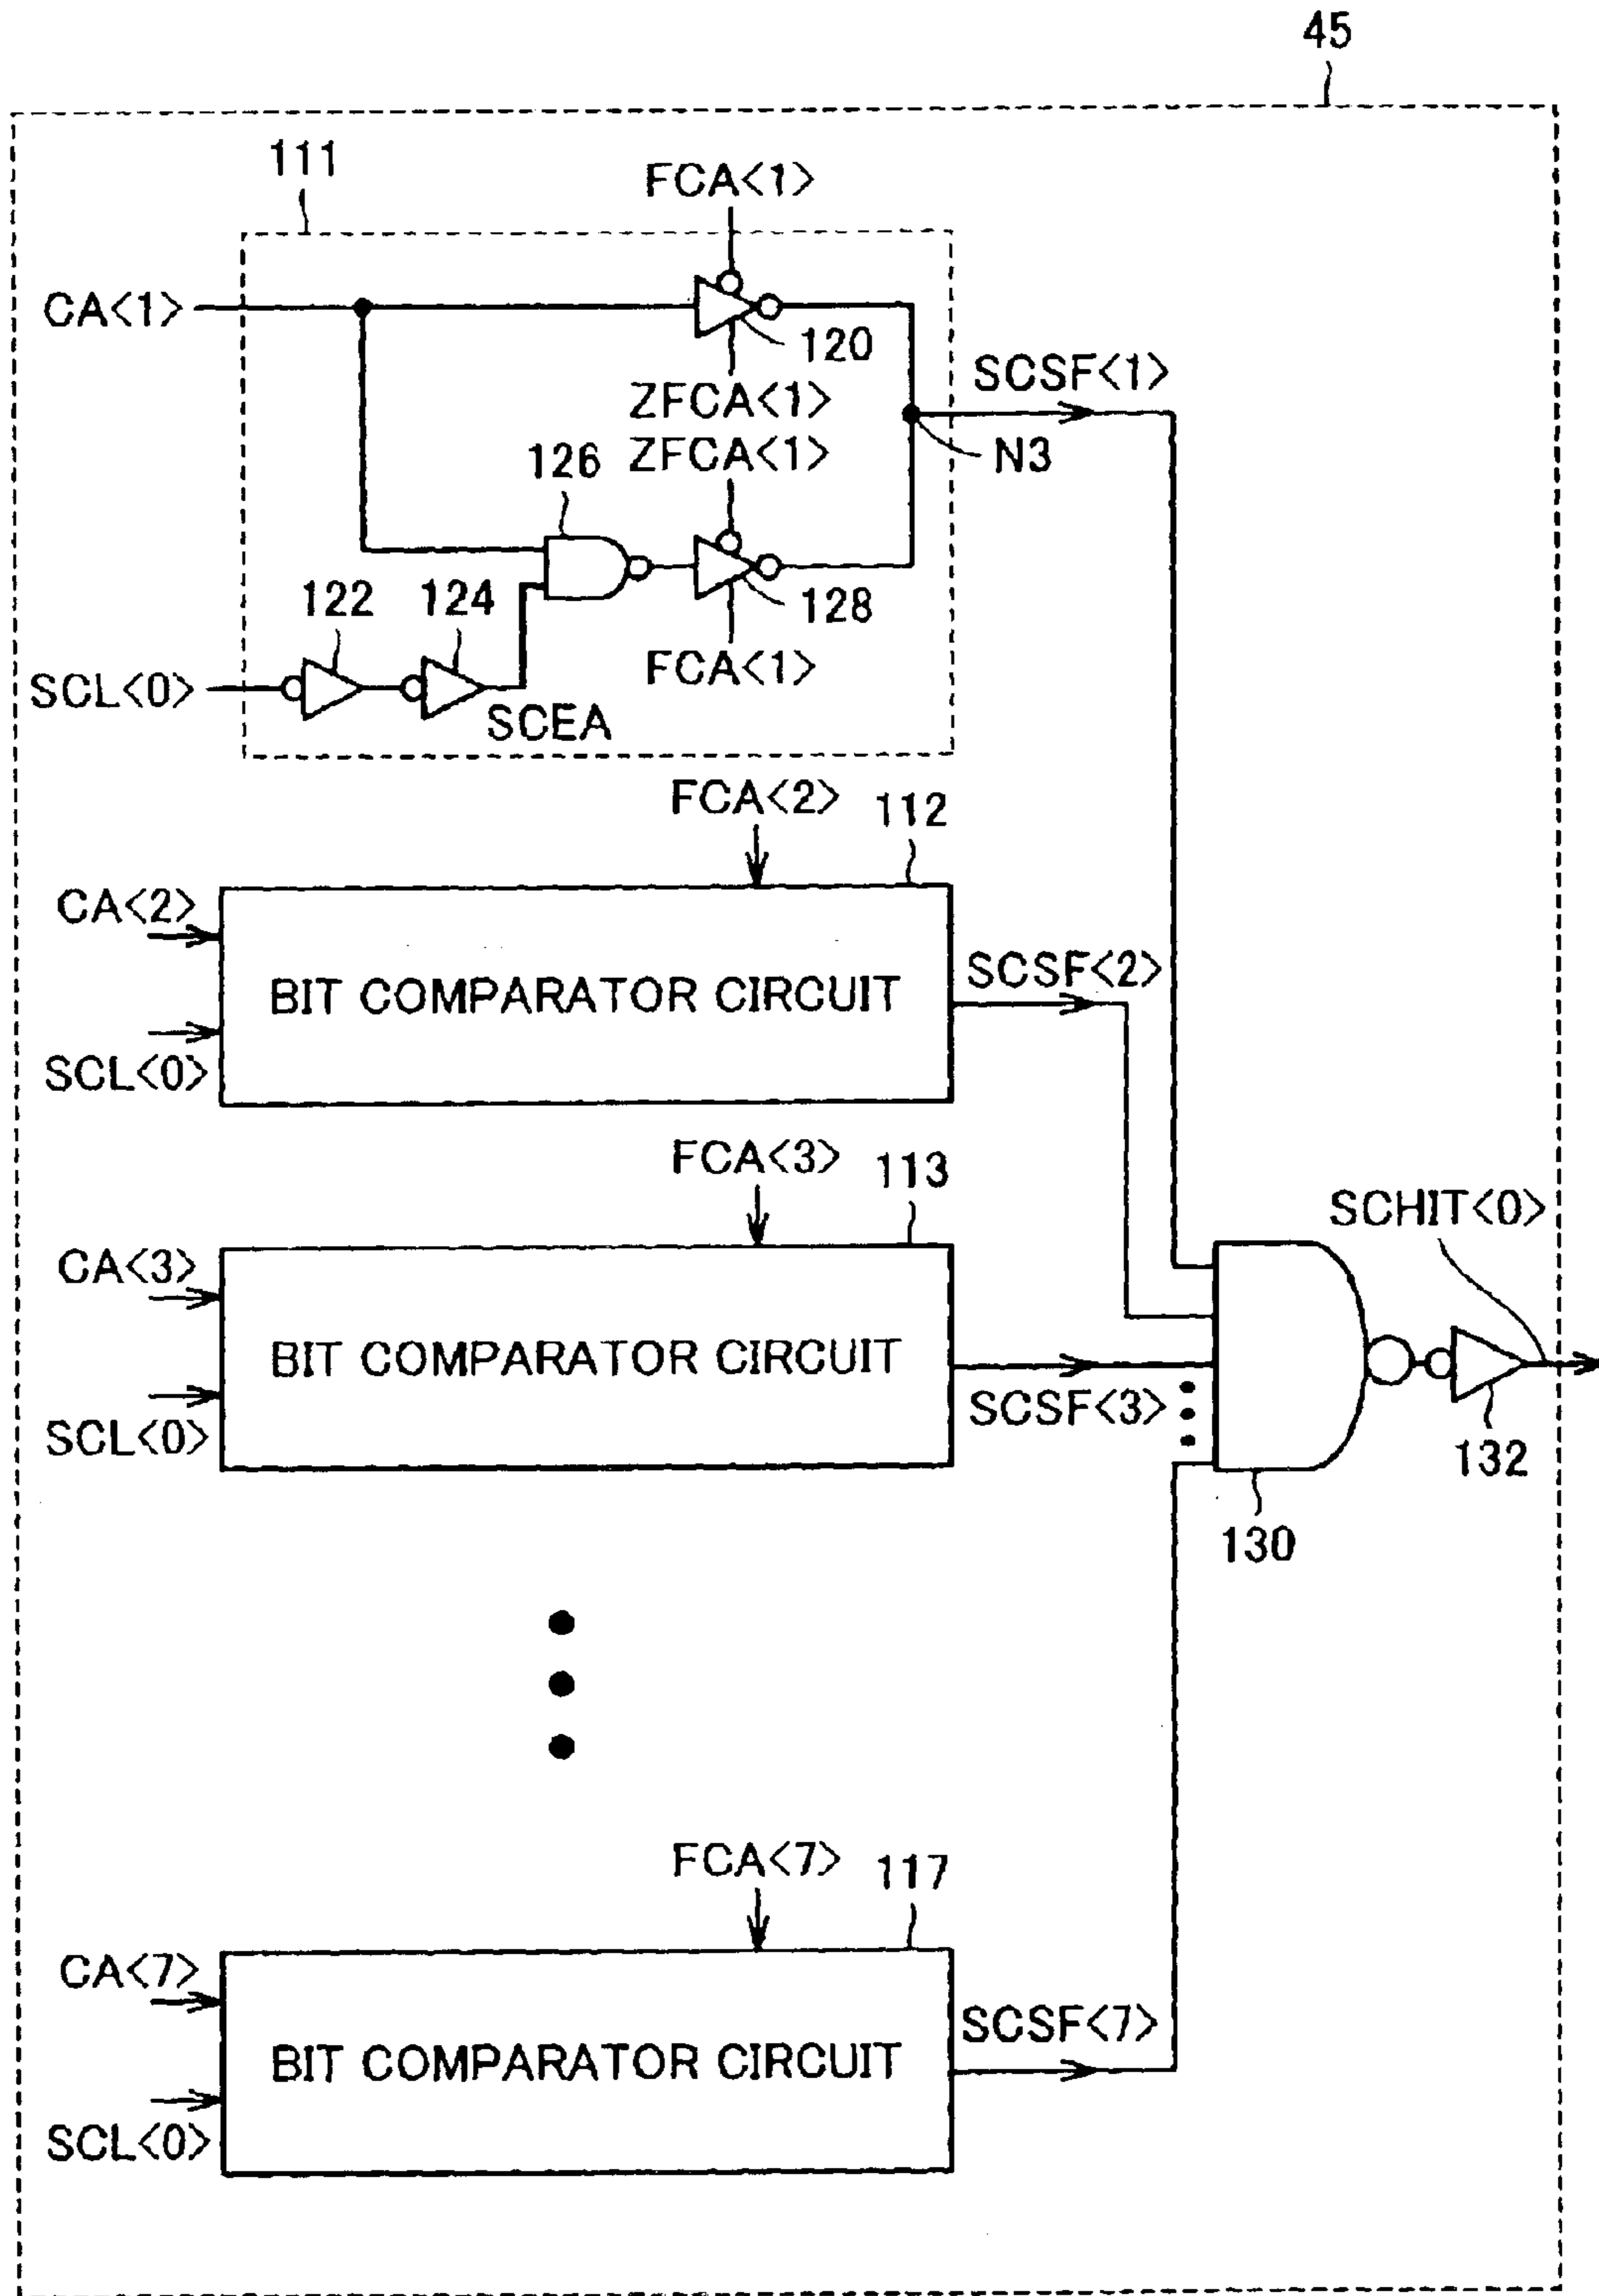 45
111
FCA<1>
CA<1>
120
ZFCA<1>
SCSF<1>
ZFCA<1>
N3
126
122
124
128
SCL<0>
FCA<1>
SCEA
FCA<2>
112
CA<2>
BIT COMPARATOR CIRCUIT
SCSF<2>
SCL<0>
FCA<3>
113
SCHIT<0>
CA<3>
BIT COMPARATOR CIRCUIT
SCSF<3>
SCL<0>
132
130
FCA<7>
117
CA<7>
SCSF<7>
BIT COMPARATOR CIRCUIT
SCL<0>